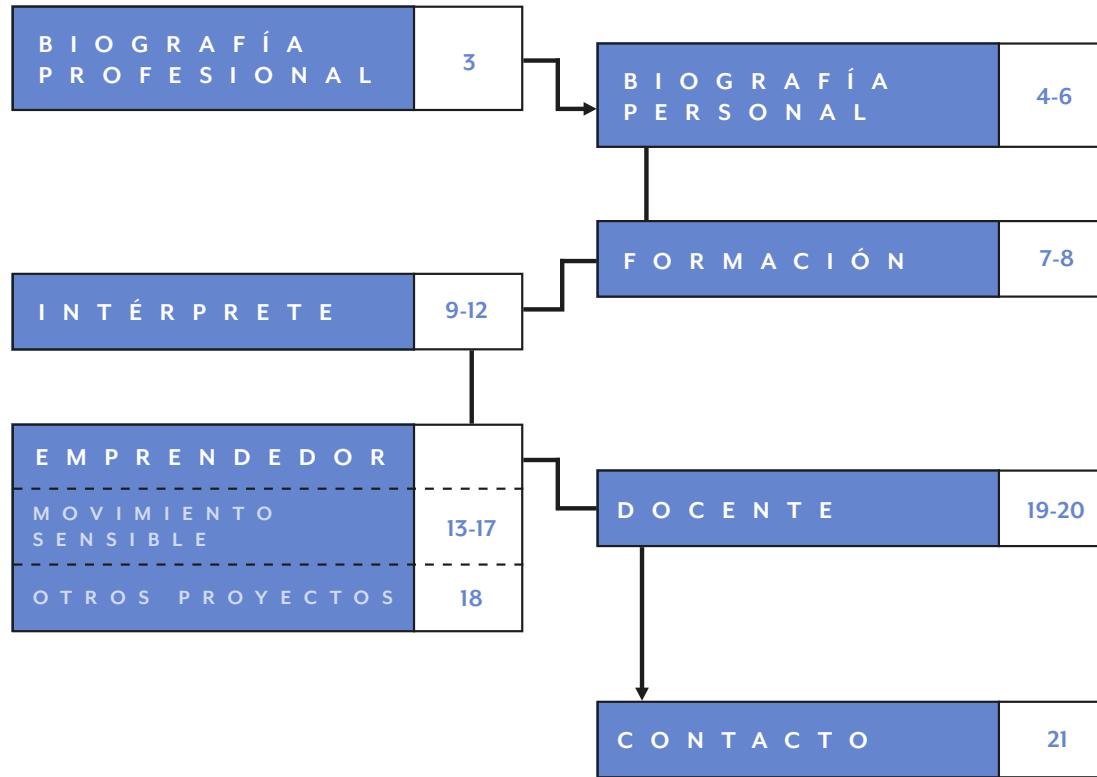 BIOGRAFÍA
PROFESIONAL
3
BIOGRAFÍA
PERSONAL
4-6
FORMACIÓN
7-8
INTÉRPRETE
9-12
EMPRENDEDOR
MOVIMIENTO
SENSIBLE
13-17
OTROS PROYECTOS
18
DOCENTE
19-20
CONTACTO
21